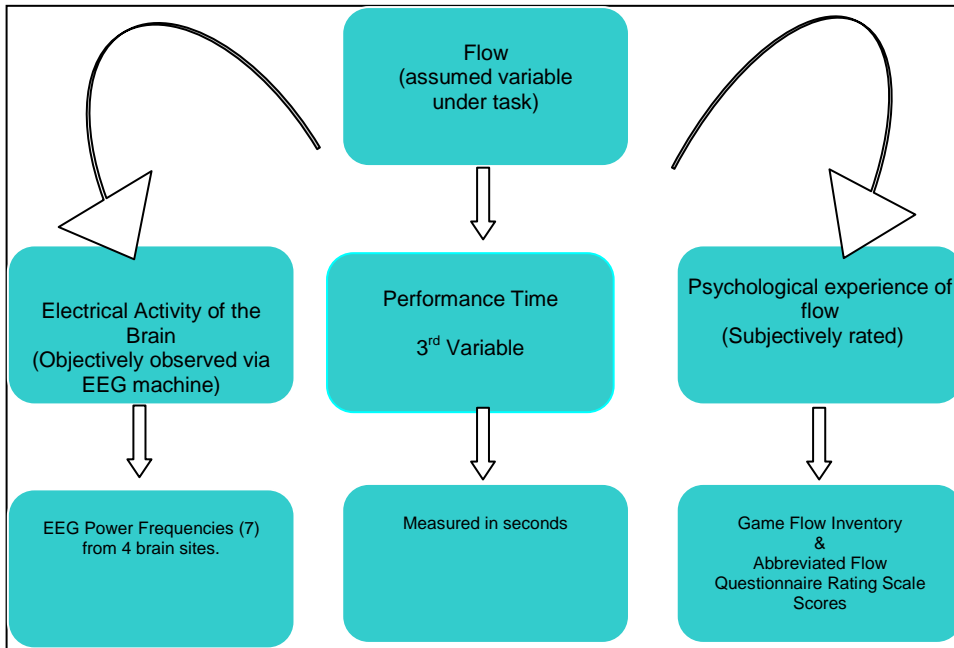 Flow
(assumed variable
under task)
Electrical Activity of the
Brain
(Objectively observed via
EEG machine)
Performance Time
3rd Variable
Psychological experience of
flow
(Subjectively rated)
EEG Power Frequencies (7)
from 4 brain sites.
Measured in seconds
Game Flow Inventory
&
Abbreviated Flow
Questionnaire Rating Scale
Scores